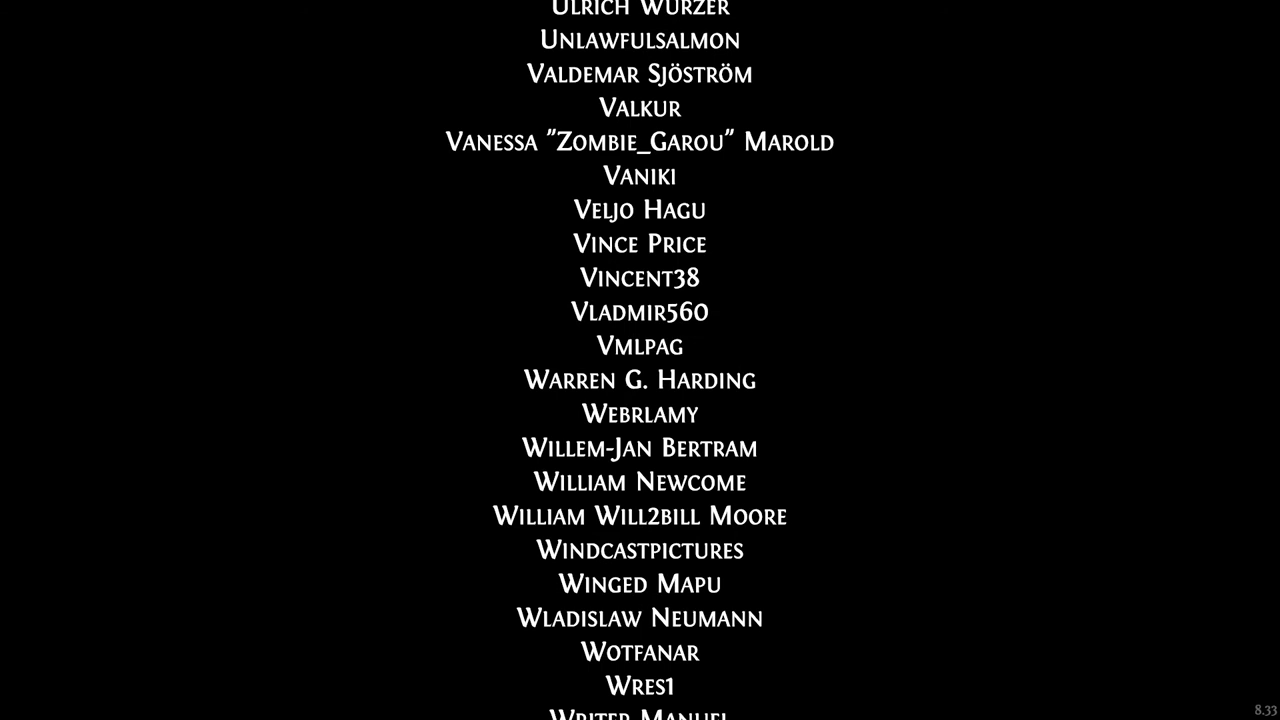 Ulrich Wurzer
Unlawfulsalmon
Valdemar Sjöström
Valkur
Vanessa "Zombie_Garou" Marold
Vaniki
Veljo Hagu
Vince Price
Vincent38
Vladmir560
Vmlpag
Warren G. Harding
Webrlamy
Willem-Jan Bertram
William Newcome
William Will2bill Moore
Windcastpictures
Winged Mapu
Wladislaw Neumann
Wotfanar
Wres1
Writer Manuel
8.33